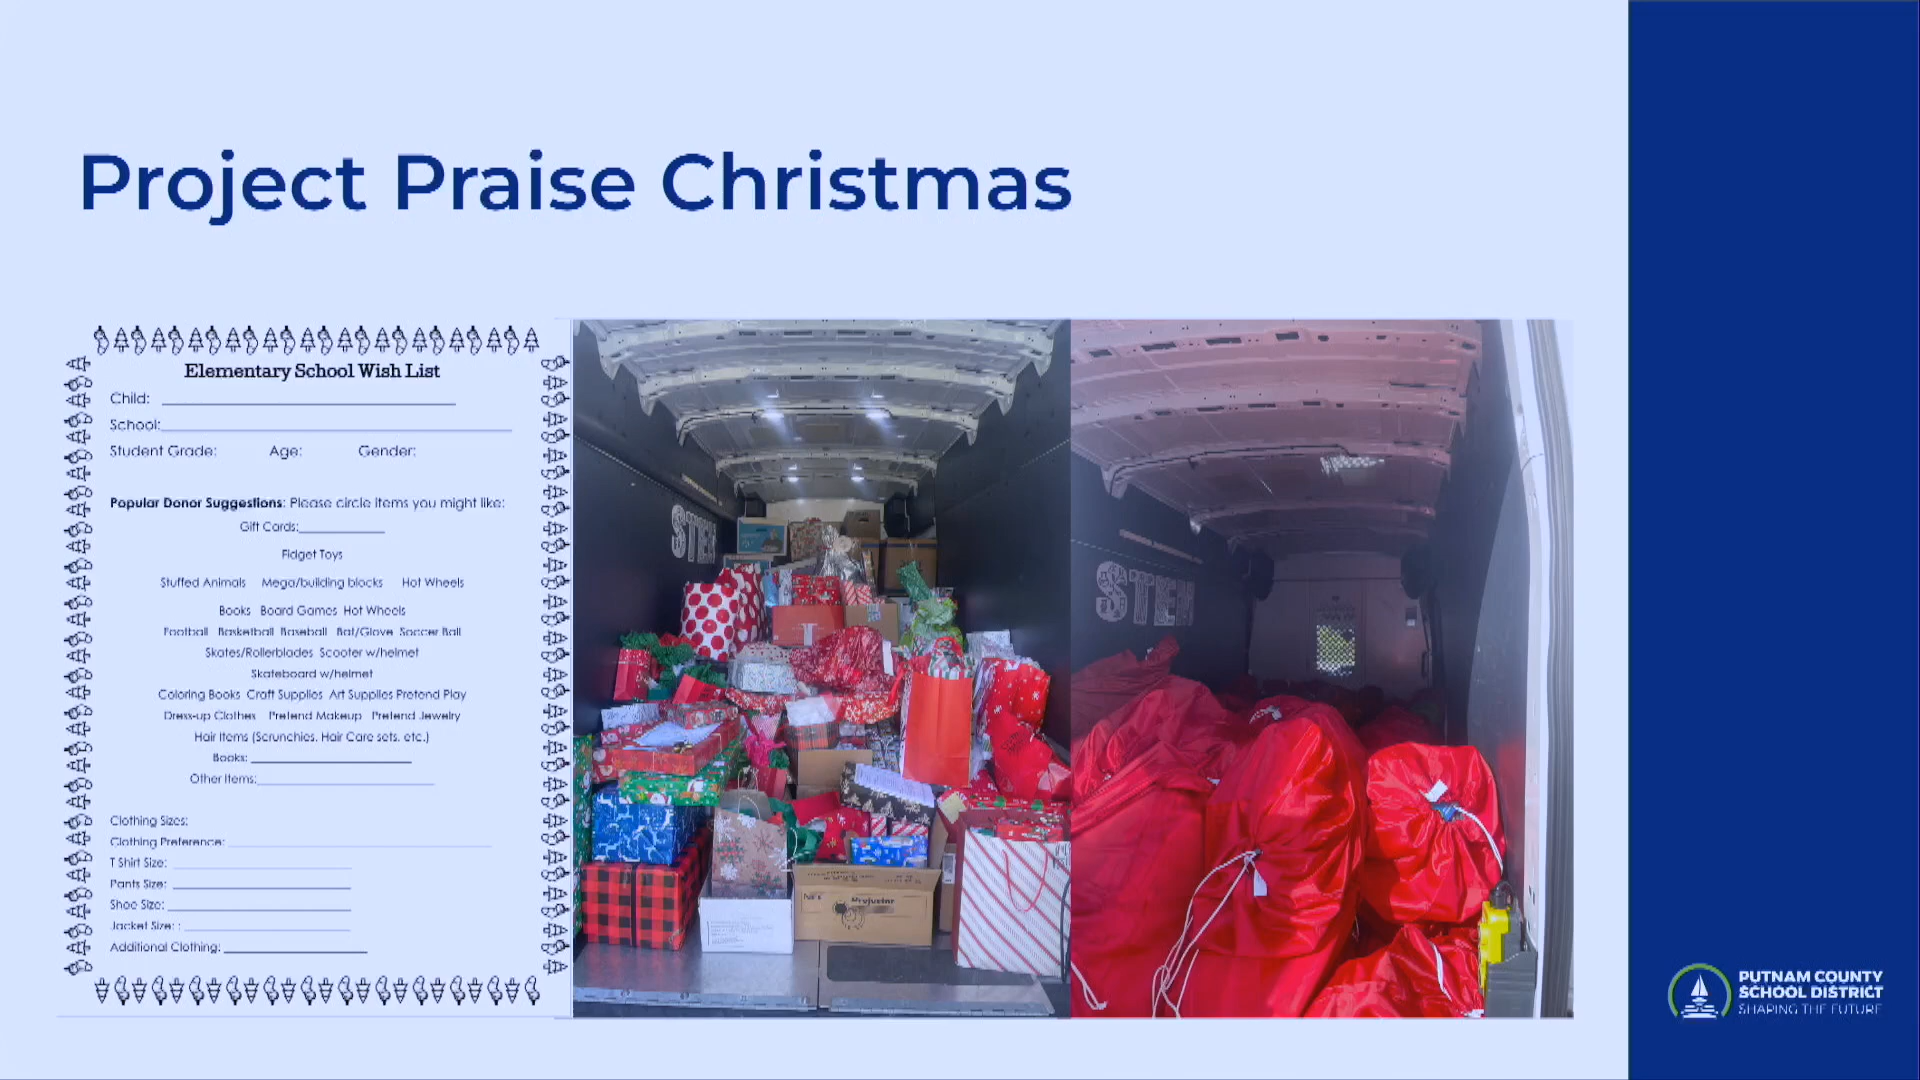 Project Praise Christmas
Elementary School Wish List
Child:
School:
Student Grade: Age: Gender:
Popular Donor Suggestions: Please circle items you might like:
Gift Cards:
Fidget Toys
Stuffed Animals Mega/building blocks Hot Wheels
Books Board Games Hot Wheels
Football Basketball Baseball Bat/Glove Soccer Ball
Skates/Rollerblades Scooter w/helmet
Skateboard w/helmet
Coloring Books Craft Supplies Art Supplies Pretend Play
Dress-up Clothes Pretend Makeup Pretend Jewelry
Hair Items (Scrunchies, Hair Care sets, etc.)
Books:
Other Items:
Clothing Sizes:
Clothing Preference:
T Shirt Size:
Pants Size:
Shoe Size:
Jacket Size: :
Additional Clothing:
STEM
STEM
PUTNAM COUNTY
SCHOOL DISTRICT
SHAPING THE FUTURE